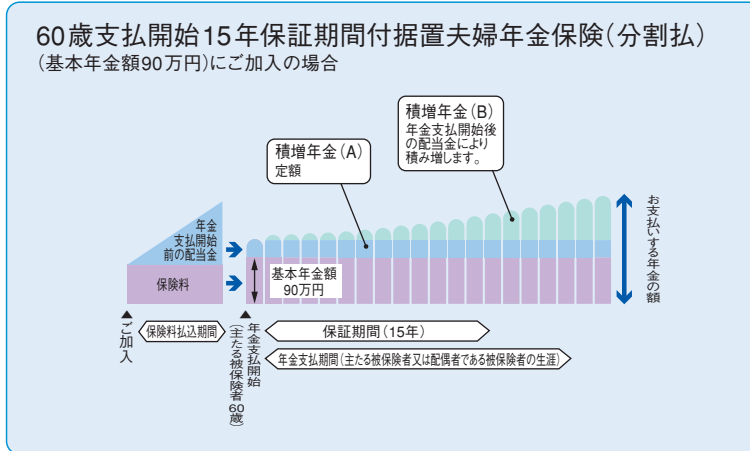 60歳支払開始15年保証期間付据置夫婦年金保険(分割払)
(基本年金額90万円)にご加入の場合
積増年金(B)
年金支払開始後
の配当金により
積み増します。
積増年金(A)
定額
年金
支払開始
前の配当金
保険料
基本年金額
90万円
お支払いする年金の額
ご加入
保険料払込期間
年金支払開始
(主たる被保険者60歳)
保証期間(15年)
年金支払期間(主たる被保険者又は配偶者である被保険者の生涯)